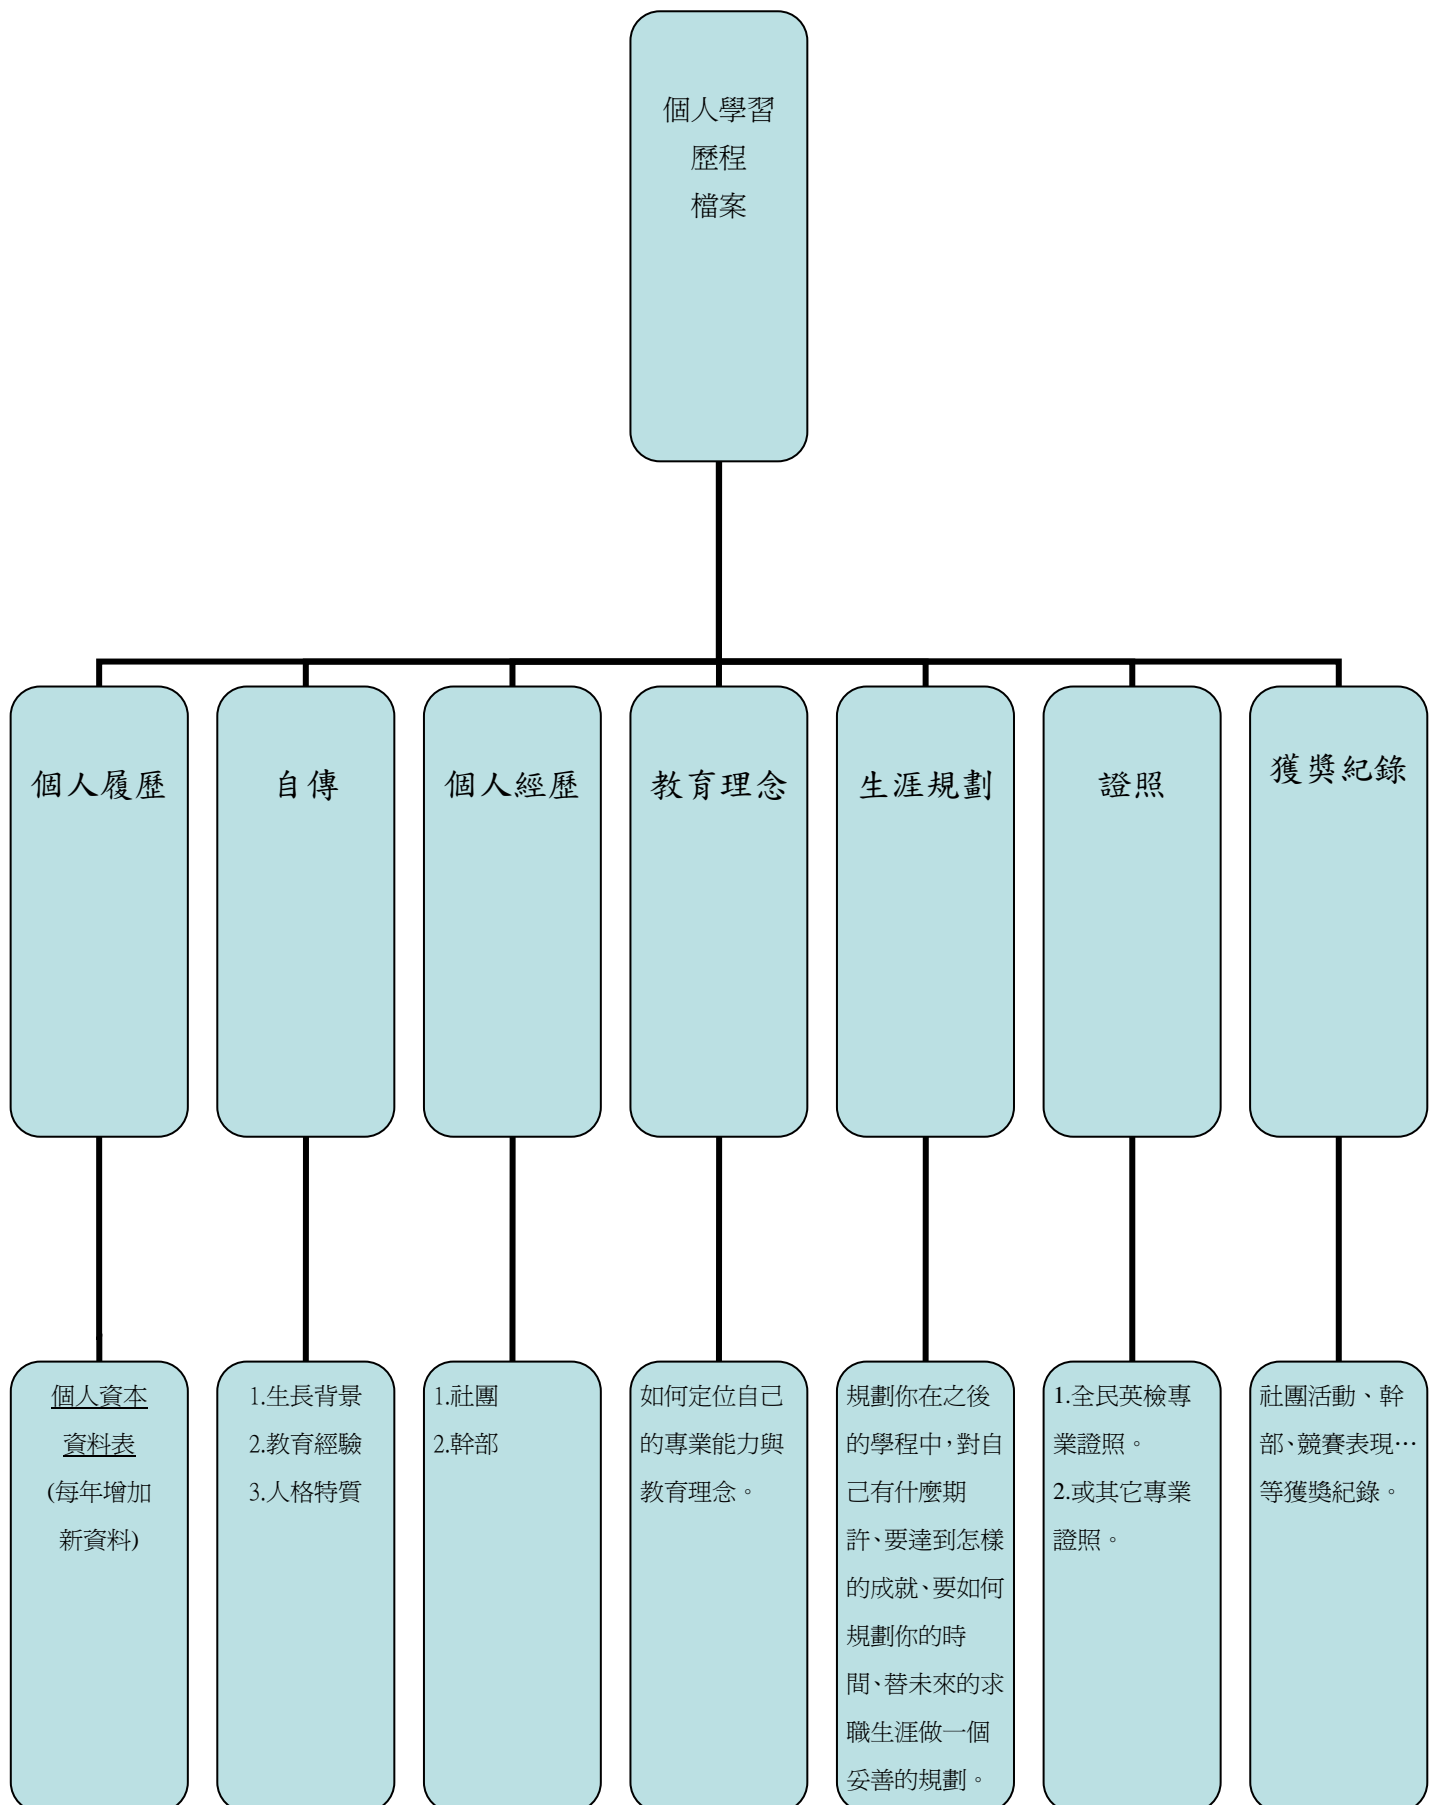 個人學習
歷程
檔案
個人履歷
自傳
個人經歷
教育理念
生涯規劃
證照
獲獎紀錄
個人資本
資料表
(每年增加
新資料)
1.生長背景
2.教育經驗
3.人格特質
1.社團
2.幹部
如何定位自己
的專業能力與
教育理念。
規劃你在之後
的學程中，對自
己有什麼期
許、要達到怎樣
的成就、要如何
規劃你的時
間、替未來的求
職生涯做一個
妥善的規劃。
1.全民英檢專
業證照。
2.或其它專業
證照。
社團活動、幹
部、競賽表現…
等獲獎紀錄。